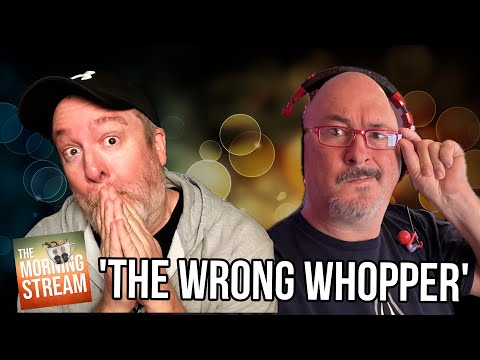 THE
MORNING
STREAM
'THE WRONG WHOPPER'